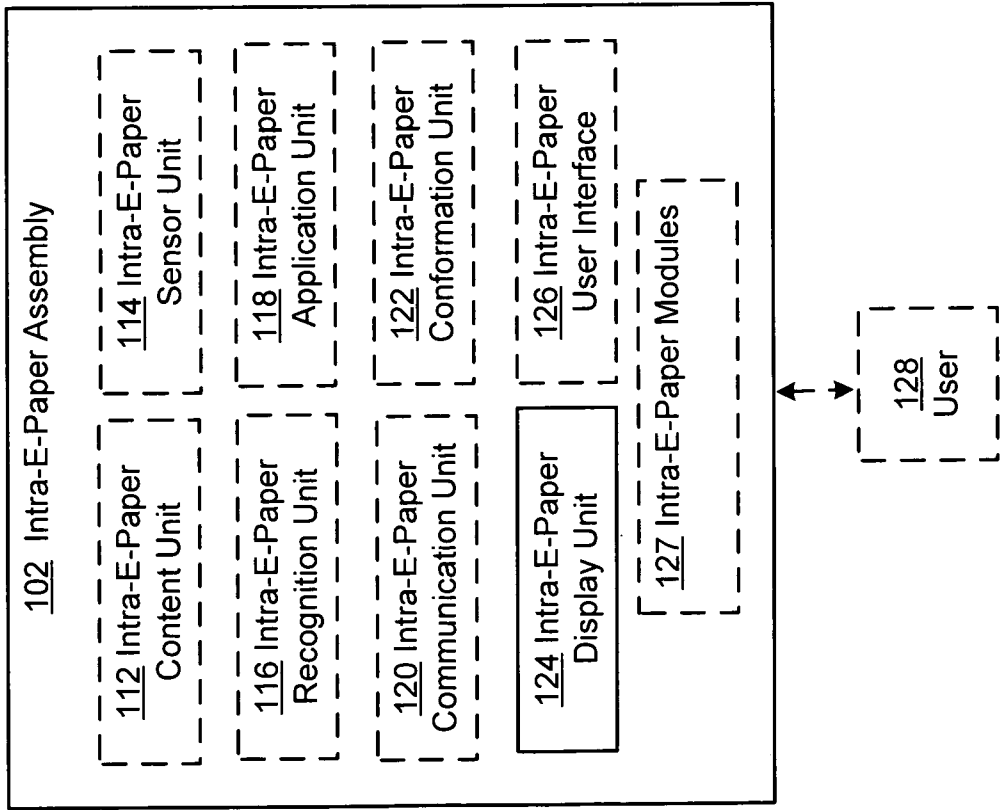 102 Intra-E-Paper Assembly
112 Intra-E-Paper
Content Unit
114 Intra-E-Paper
Sensor Unit
116 Intra-E-Paper
Recognition Unit
118 Intra-E-Paper
Application Unit
120 Intra-E-Paper
Communication Unit
122 Intra-E-Paper
Conformation Unit
124 Intra-E-Paper
Display Unit
126 Intra-E-Paper
User Interface
127 Intra-E-Paper Modules
128
User